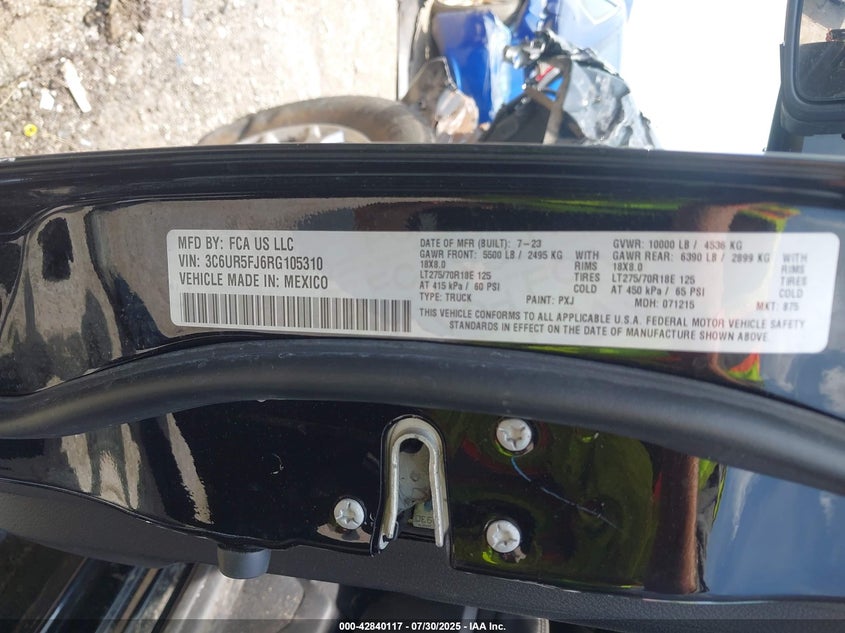 MFD BY: FCA US LLC
VIN: 3C6UR5FJ6RG105310
VEHICLE MADE IN: MEXICO
DATE OF MFR (BUILT): 7-23
GAWR FRONT: 5500 LB / 2495 KG
18X8.0 RIMS
LT275/70R18E 125 TIRES
AT 415 kPa / 60 PSI COLD
TYPE: TRUCK PAINT: PXJ
GVWR: 10000 LB / 4536 KG
GAWR REAR: 6390 LB / 2899 KG
18X8.0 RIMS
LT275/70R18E 125 TIRES
AT 450 kPa / 65 PSI COLD
MDH: 071215 MKT: 875
THIS VEHICLE CONFORMS TO ALL APPLICABLE U.S.A. FEDERAL MOTOR VEHICLE SAFETY
STANDARDS IN EFFECT ON THE DATE OF MANUFACTURE SHOWN ABOVE.
000-42840117 - 07/30/2025 - IAA Inc.